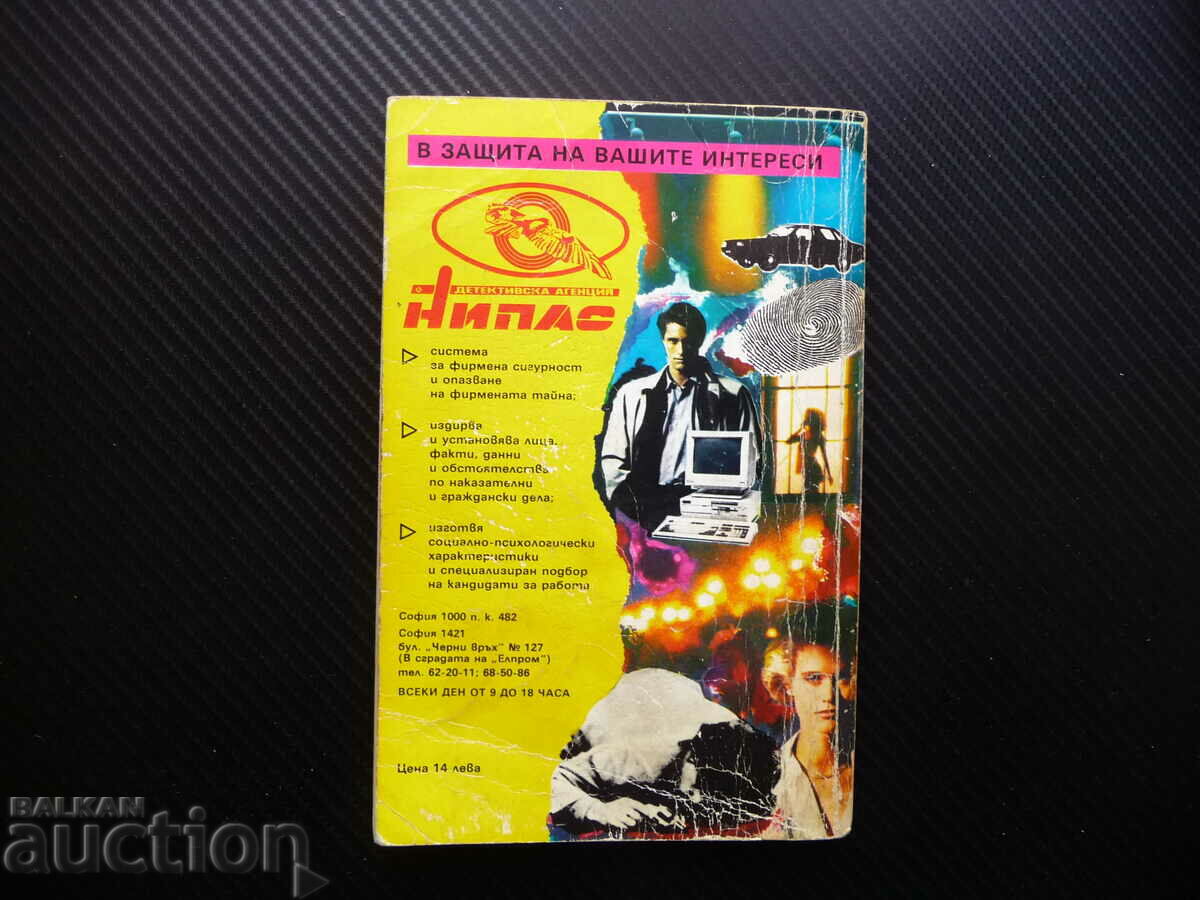 В ЗАЩИТА НА ВАШИТЕ ИНТЕРЕСИ
ДЕТЕКТИВСКА АГЕНЦИЯ
НИПАС
система
за фирмена сигурност
и опазване
на фирмената тайна;
издирва
и установява лица,
факти, данни
и обстоятелства
по наказателни
и граждански дела;
изготвя
социално-психологически
характеристики
и специализиран подбор
на кандидати за работа
София 1000 п. к. 482
София 1421
бул. „Черни връх" № 127
(В сградата на „Елпром")
тел. 62-20-11; 68-50-86
ВСЕКИ ДЕН ОТ 9 ДО 18 ЧАСА
Цена 14 лева
BALKAN
auction